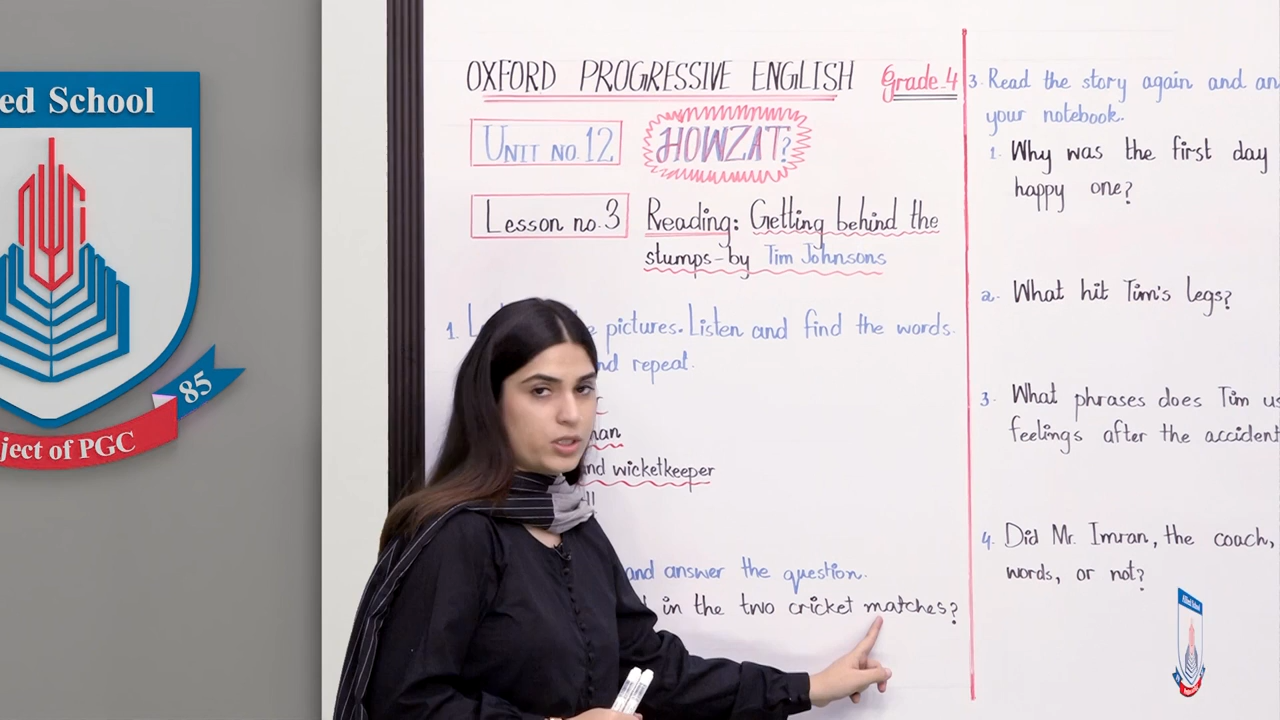 ed School
85
ject of PGC
OXFORD PROGRESSIVE ENGLISH Grade-4
UNIT NO. 12 HOWZAT?
Lesson no. 3 Reading: Getting behind the
stumps - by Tim Johnsons
1. pictures. Listen and find the words.
nd repeat.
nd wicketkeeper
and answer the question.
in the two cricket matches?
3. Read the story again and an
your notebook.
1. Why was the first day
happy one?
2. What hit Tim's legs?
3. What phrases does Tim us
feelings after the accident
4. Did Mr. Imran, the coach,
words, or not?
Allied School